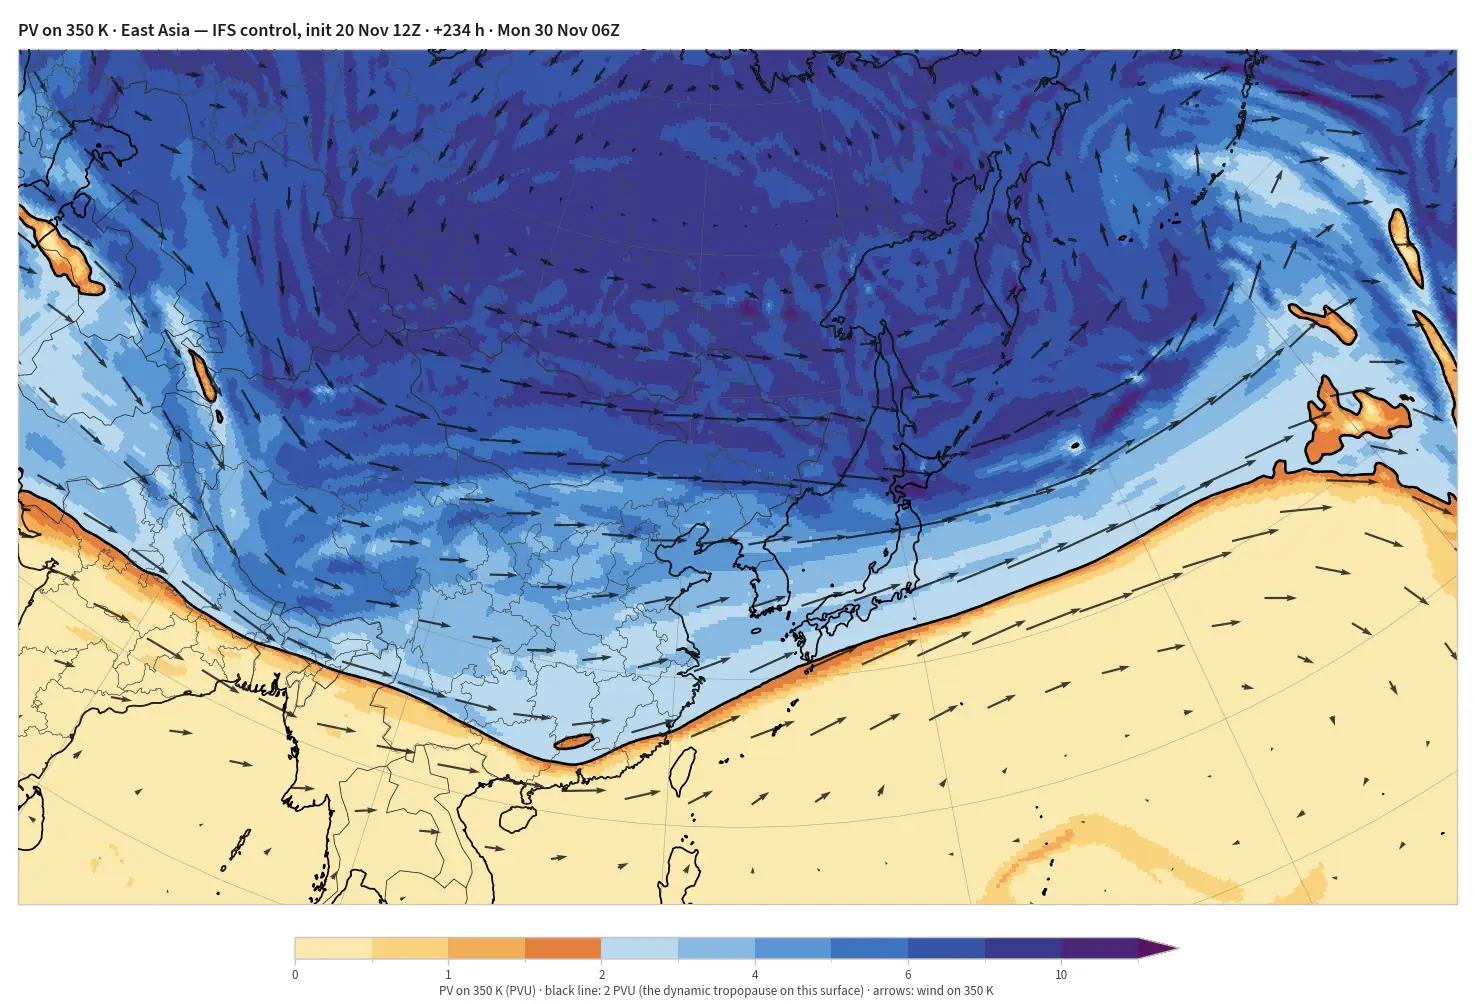 PV on 350 K · East Asia — IFS control, init 20 Nov 12Z · +234 h · Mon 30 Nov 06Z
0 1 2 4 6 10
PV on 350 K (PVU) · black line: 2 PVU (the dynamic tropopause on this surface) · arrows: wind on 350 K